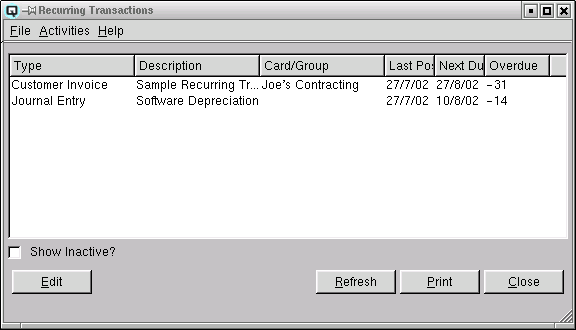 Q Recurring Transactions
File Activities Help
Type Description Card/Group Last Pos Next Du Overdue
Customer Invoice Sample Recurring Tr... Joe's Contracting 27/7/02 27/8/02 -31
Journal Entry Software Depreciation 27/7/02 10/8/02 -14
Show Inactive?
Edit Refresh Print Close